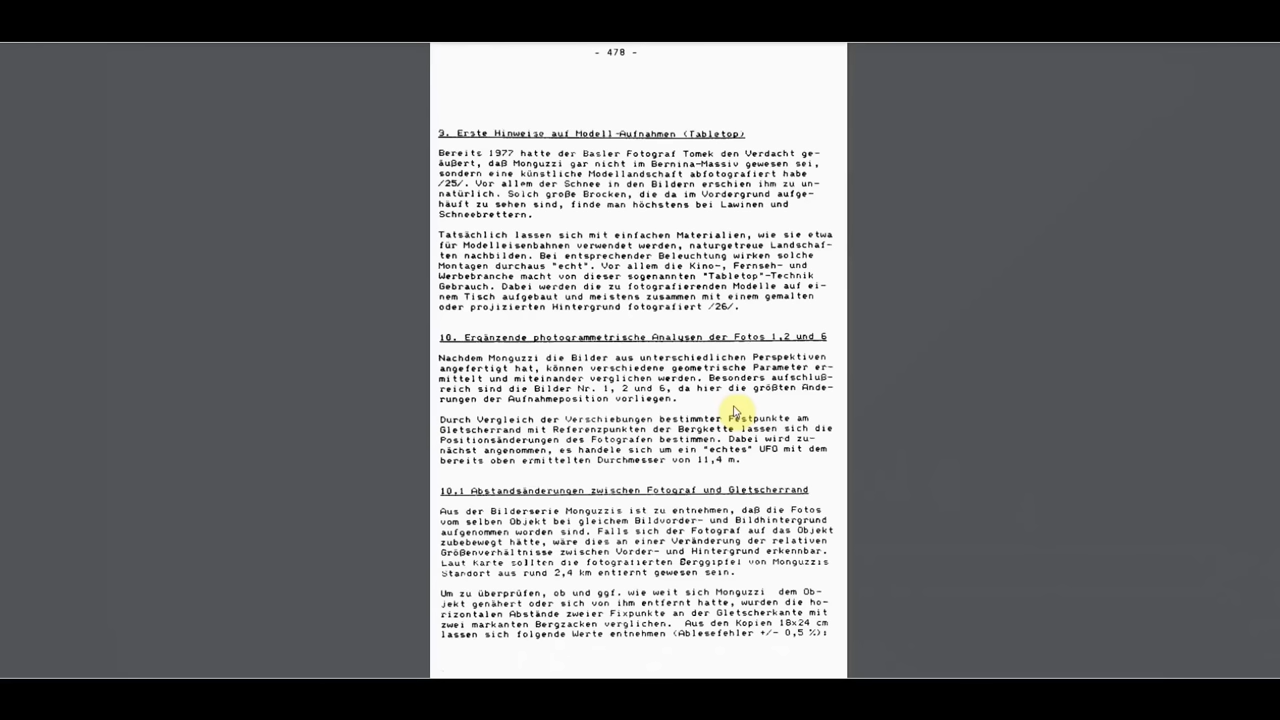 - 478 -
9. Erste Hinweise auf Modell-Aufnahmen (Tabletop)
Bereits 1977 hatte der Basler Fotograf Tomek den Verdacht ge-
äußert, daß Monguzzi gar nicht im Bernina-Massiv gewesen sei,
sondern eine künstliche Modellandschaft abfotografiert habe
/25/. Vor allem der Schnee in den Bildern erschien ihm zu un-
natürlich. Solch große Brocken, die da im Vordergrund aufge-
häuft zu sehen sind, finde man höchstens bei Lawinen und
Schneebrettern.
Tatsächlich lassen sich mit einfachen Materialien, wie sie etwa
für Modelleisenbahnen verwendet werden, naturgetreue Landschaf-
ten nachbilden. Bei entsprechender Beleuchtung wirken solche
Montagen durchaus "echt". Vor allem die Kino-, Fernseh- und
Werbebranche macht von dieser sogenannten "Tabletop"-Technik
Gebrauch. Dabei werden die zu fotografierenden Modelle auf ei-
nem Tisch aufgebaut und meistens zusammen mit einem gemalten
oder projizierten Hintergrund fotografiert /26/.
10. Ergänzende photogrammetrische Analysen der Fotos 1,2 und 6
Nachdem Monguzzi die Bilder aus unterschiedlichen Perspektiven
angefertigt hat, können verschiedene geometrische Parameter er-
mittelt und miteinander verglichen werden. Besonders aufschluß-
reich sind die Bilder Nr. 1, 2 und 6, da hier die größten Ände-
rungen der Aufnahmeposition vorliegen.
Durch Vergleich der Verschiebungen bestimmter Festpunkte am
Gletscherrand mit Referenzpunkten der Bergkette lassen sich die
Positionsänderungen des Fotografen bestimmen. Dabei wird zu-
nächst angenommen, es handele sich um ein "echtes" UFO mit dem
bereits oben ermittelten Durchmesser von 11,4 m.
10.1 Abstandsänderungen zwischen Fotograf und Gletscherrand
Aus der Bilderserie Monguzzis ist zu entnehmen, daß die Fotos
vom selben Objekt bei gleichem Bildvorder- und Bildhintergrund
aufgenommen worden sind. Falls sich der Fotograf auf das Objekt
zubebewegt hätte, wäre dies an einer Veränderung der relativen
Größenverhältnisse zwischen Vorder- und Hintergrund erkennbar.
Laut Karte sollten die fotografierten Berggipfel von Monguzzis
Standort aus rund 2,4 km entfernt gewesen sein.
Um zu überprüfen, ob und ggf. wie weit sich Monguzzi dem Ob-
jekt genähert oder sich von ihm entfernt hatte, wurden die ho-
rizontalen Abstände zweier Fixpunkte an der Gletscherkante mit
zwei markanten Bergzacken verglichen. Aus den Kopien 18x24 cm
lassen sich folgende Werte entnehmen (Ablesefehler +/- 0,5 %):